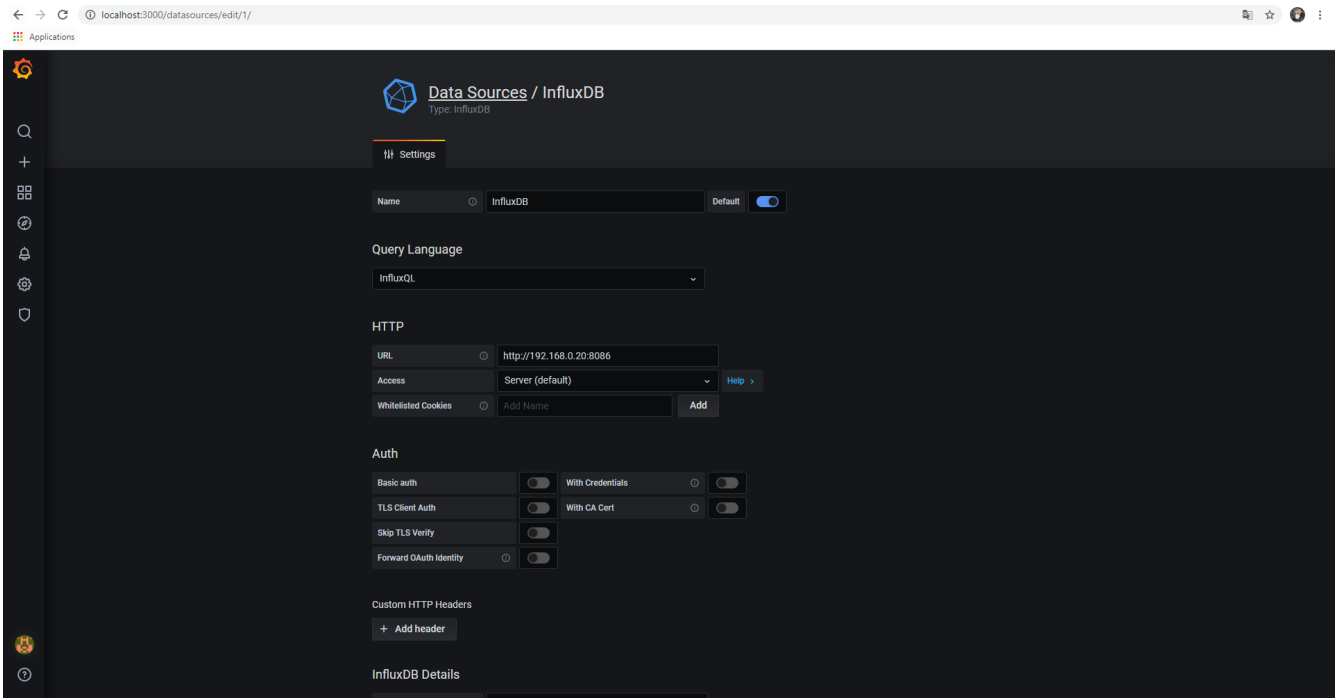 localhost:3000/datasources/edit/1/
Applications
Data Sources / InfluxDB
Type: InfluxDB
Settings
Name InfluxDB Default
Query Language
InfluxQL
HTTP
URL http://192.168.0.20:8086
Access Server (default) Help >
Whitelisted Cookies Add Name Add
Auth
Basic auth With Credentials
TLS Client Auth With CA Cert
Skip TLS Verify
Forward OAuth Identity
Custom HTTP Headers
+ Add header
InfluxDB Details